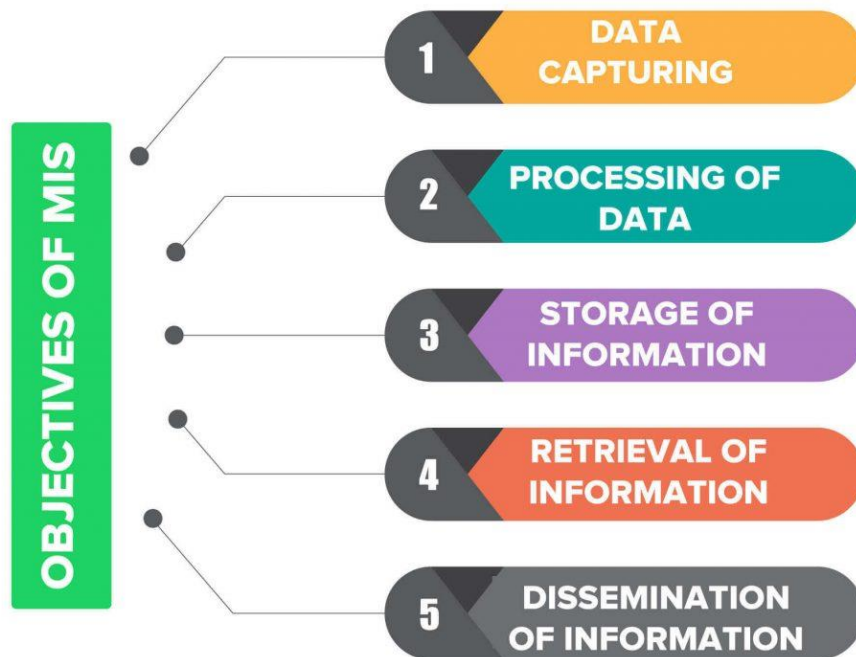 OBJECTIVES OF MIS
1
DATA
CAPTURING
2
PROCESSING OF
DATA
3
STORAGE OF
INFORMATION
4
RETRIEVAL OF
INFORMATION
5
DISSEMINATION
OF INFORMATION